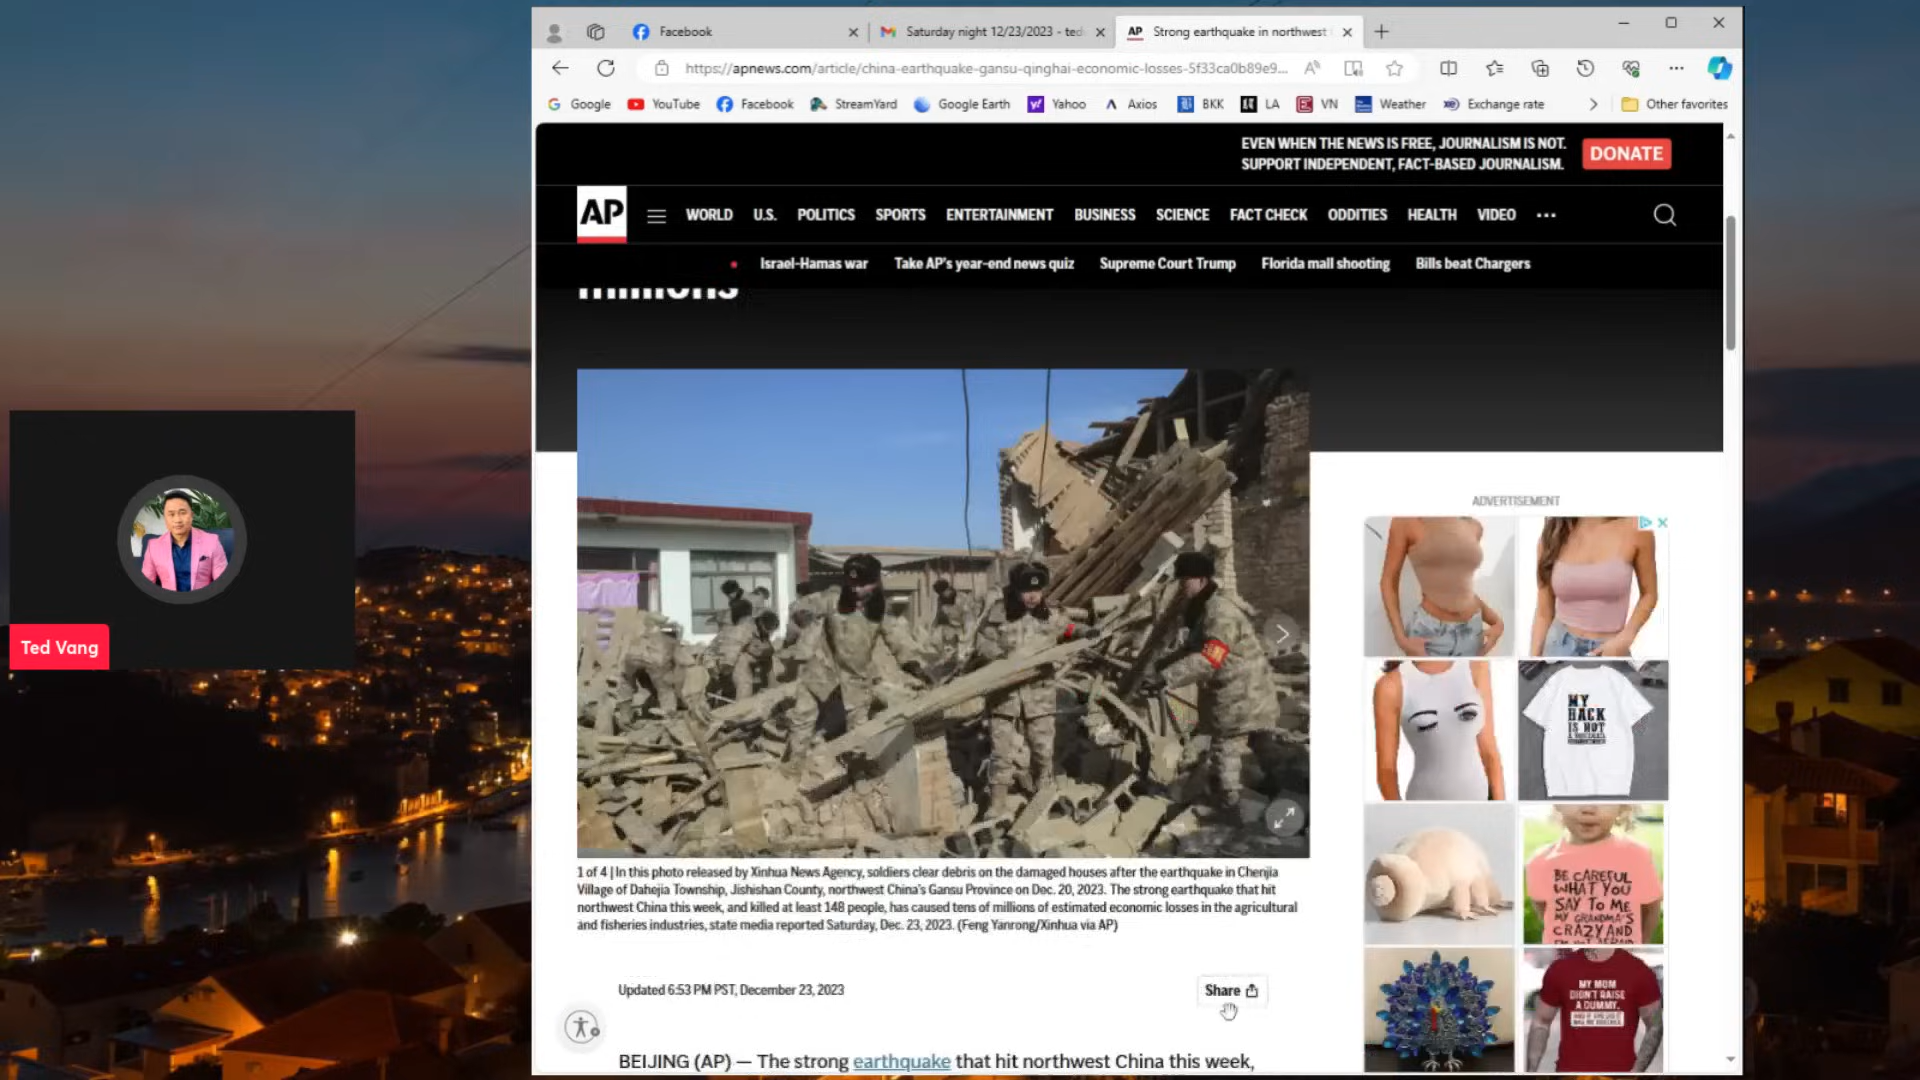 Facebook
Saturday night 12/23/2023 - ted
AP Strong earthquake in northwest
https://apnews.com/article/china-earthquake-gansu-qinghai-economic-losses-5f33ca0b89e9...
Google YouTube Facebook StreamYard Google Earth Yahoo Axios BKK LA VN Weather Exchange rate Other favorites
EVEN WHEN THE NEWS IS FREE, JOURNALISM IS NOT.
SUPPORT INDEPENDENT, FACT-BASED JOURNALISM.
DONATE
AP WORLD U.S. POLITICS SPORTS ENTERTAINMENT BUSINESS SCIENCE FACT CHECK ODDITIES HEALTH VIDEO
Israel-Hamas war Take AP's year-end news quiz Supreme Court Trump Florida mall shooting Bills beat Chargers
millions
ADVERTISEMENT
Ted Vang
MY
BACK
IS NOT
BE CAREFUL
WHAT YOU
SAY TO ME
MY GRANDMA'S
CRAZY AND
I'M NOT AFRAID
1 of 4 | In this photo released by Xinhua News Agency, soldiers clear debris on the damaged houses after the earthquake in Chenjia
Village of Dahejia Township, Jishishan County, northwest China's Gansu Province on Dec. 20, 2023. The strong earthquake that hit
northwest China this week, and killed at least 148 people, has caused tens of millions of estimated economic losses in the agricultural
and fisheries industries, state media reported Saturday, Dec. 23, 2023. (Feng Yanrong/Xinhua via AP)
Updated 6:53 PM PST, December 23, 2023
Share
MY MOM
DIDN'T RAISE
A DUMMY.
BEIJING (AP) — The strong earthquake that hit northwest China this week,